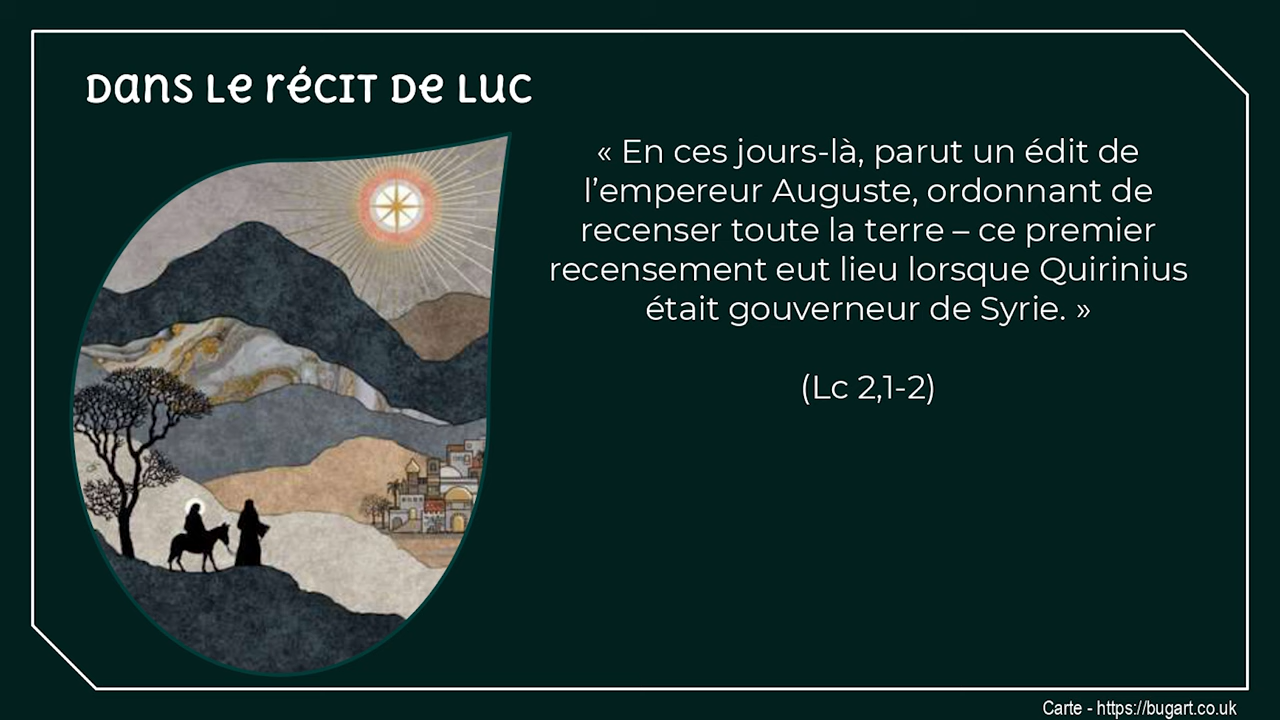 Dans le récit de Luc
« En ces jours-là, parut un édit de
l’empereur Auguste, ordonnant de
recenser toute la terre – ce premier
recensement eut lieu lorsque Quirinius
était gouverneur de Syrie. »
(Lc 2,1-2)
Carte - https://bugart.co.uk